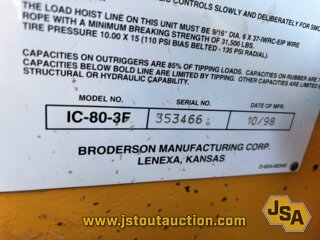 CONTROLS SLOWLY AND DELIBERATELY FOR SMO
THE LOAD HOIST LINE ON THIS UNIT MUST BE 9/16" DIA. 6 X 37-IWRC-EIP WIRE
ROPE WITH A MINIMUM BREAKING STRENGTH OF 31,500 LBS.
TIRE PRESSURE 10.00 X 15 (110 PSI BIAS BELTED - 135 PSI RADIAL).
CAPACITIES ON OUTRIGGERS ARE 85% OF TIPPING LOADS. CAPACITIES ON RUBBER ARE
CAPACITIES BELOW BOLD LINE ARE LIMITED BY TIPPING, CAPACITIES
STRUCTURAL OR HYDRAULIC CAPABILITY.
MODEL NO. SERIAL NO. DATE OF MFR.
IC-80-3F 353466 10/98
BRODERSON MANUFACTURING CORP.
LENEXA, KANSAS
www.jstoutauction.com
JSA